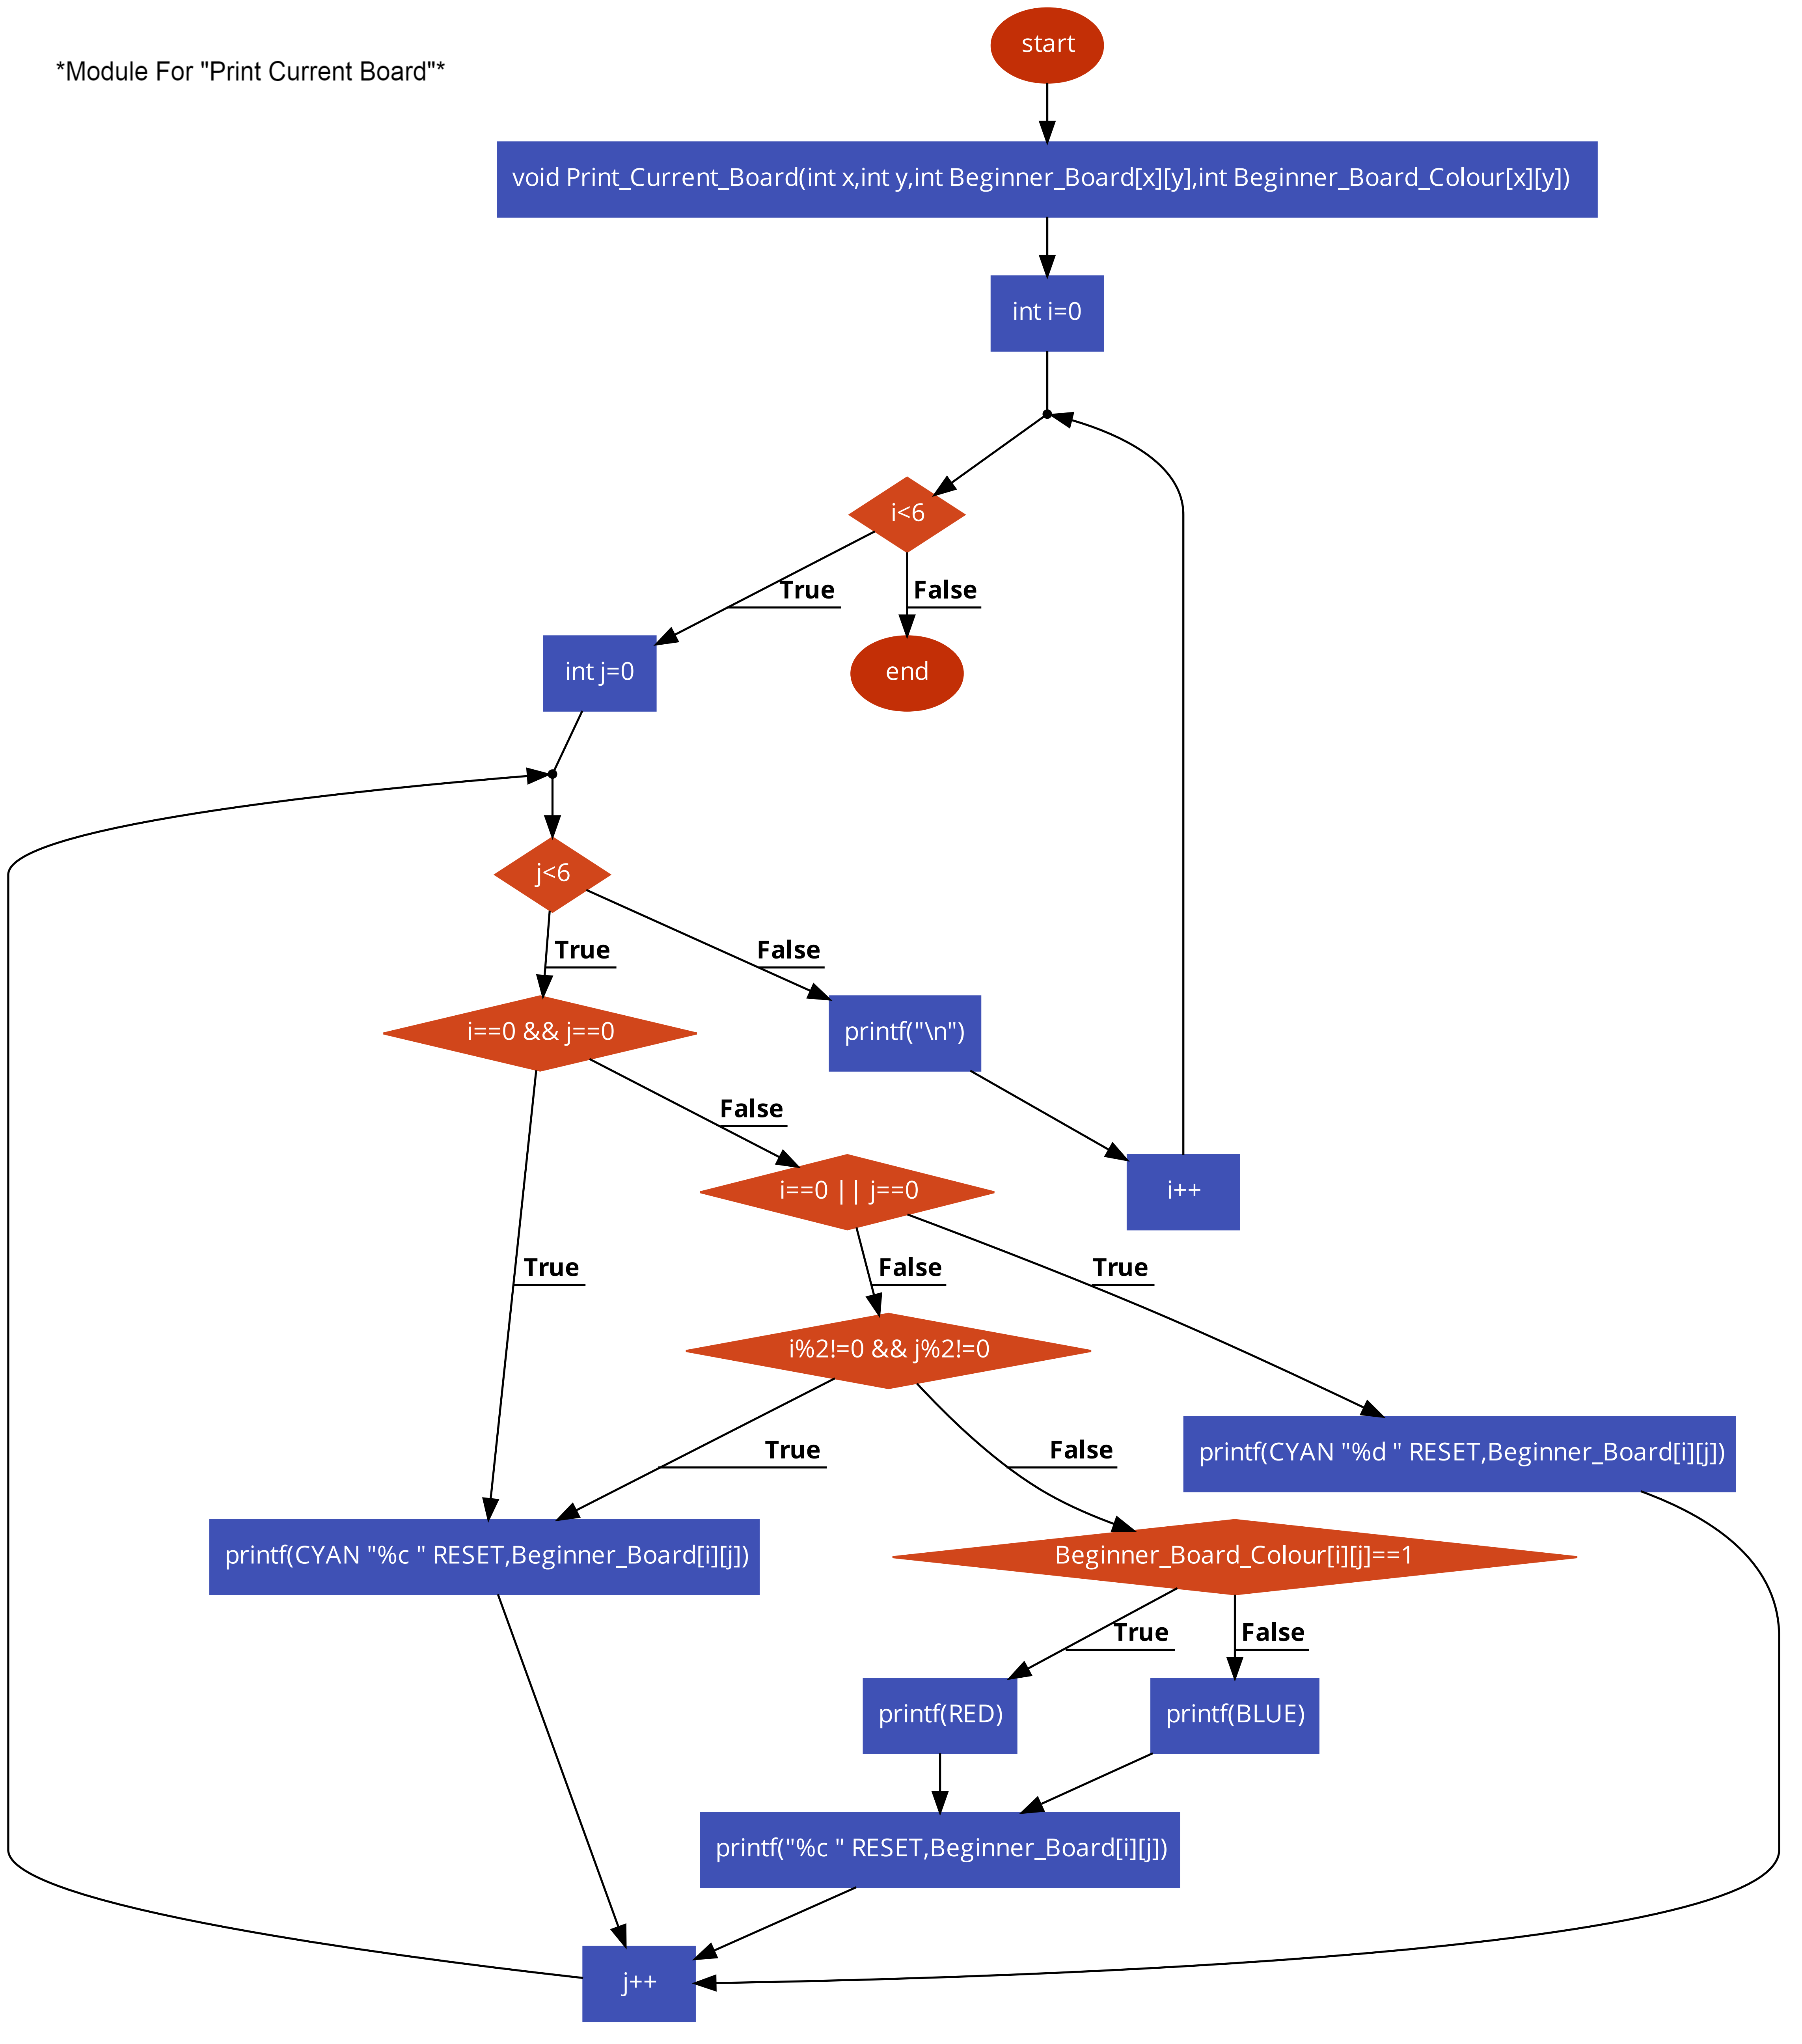 start
*Module For "Print Current Board"*
void Print_Current_Board(int x,int y,int Beginner_Board[x][y],int Beginner_Board_Colour[x][y])
int i=0
i<6
True
False
int j=0
end
j<6
True
False
i==0 && j==0
printf("\n")
False
i==0 || j==0
i++
True
False
True
i%2!=0 && j%2!=0
True
False
printf(CYAN "%d " RESET,Beginner_Board[i][j])
printf(CYAN "%c " RESET,Beginner_Board[i][j])
Beginner_Board_Colour[i][j]==1
True
False
printf(RED)
printf(BLUE)
printf("%c " RESET,Beginner_Board[i][j])
j++